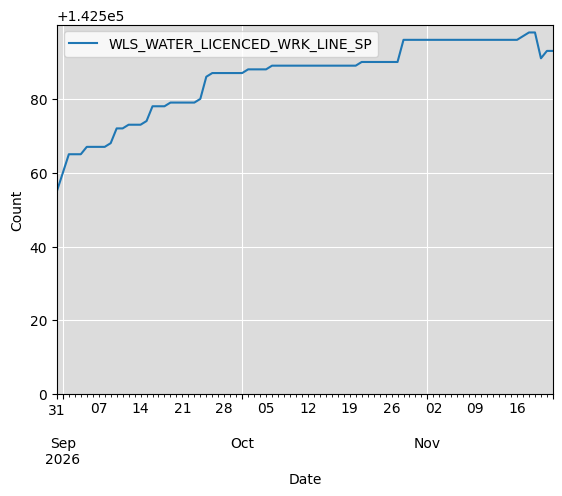 +1.425e5
WLS_WATER_LICENCED_WRK_LINE_SP
80
60
40
20
0
Count
31 07 14 21 28 05 12 19 26 02 09 16
Sep Oct Nov
2026
Date